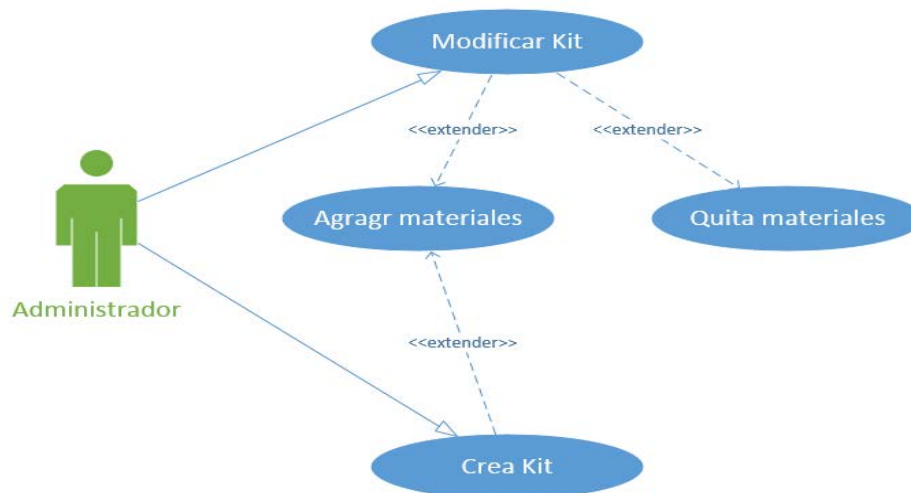 Modificar Kit
<<extender>>
<<extender>>
Agragr materiales
Quita materiales
Administrador
<<extender>>
Crea Kit